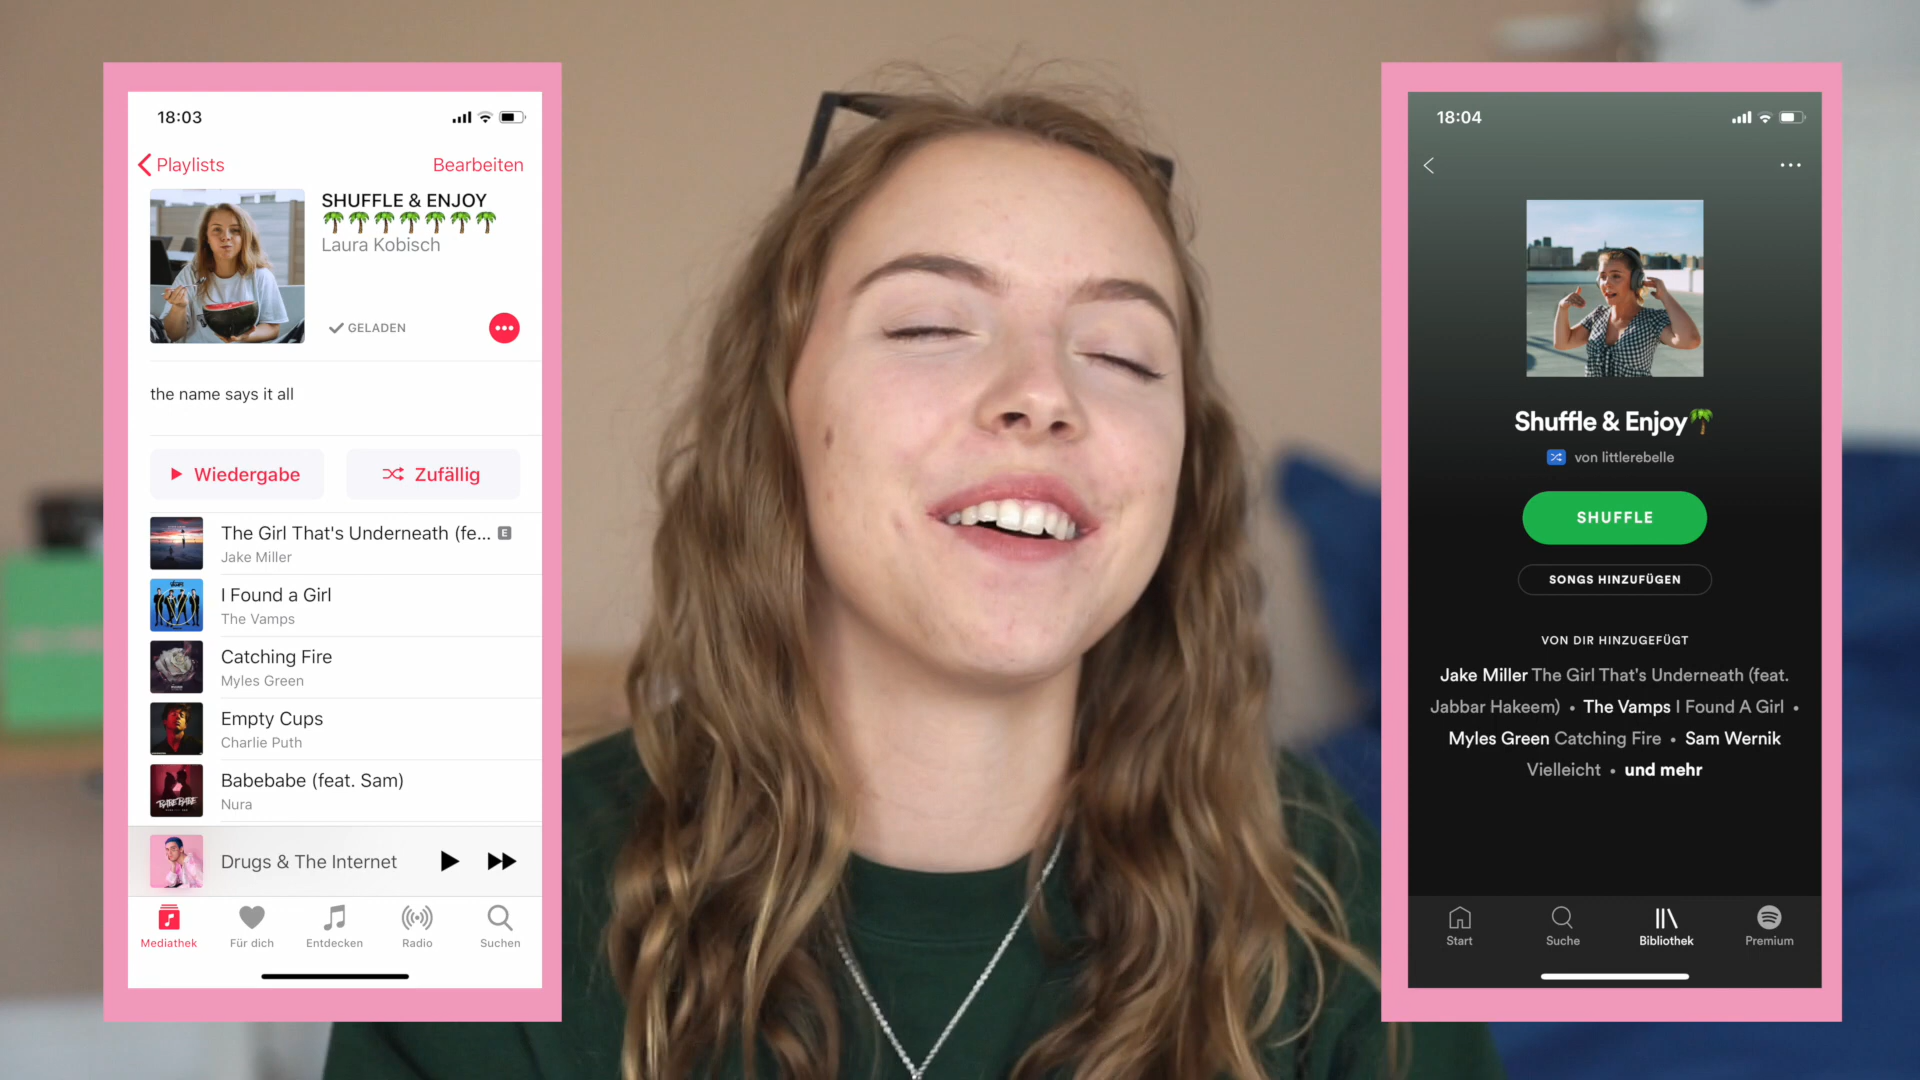 18:03
Playlists
Bearbeiten
SHUFFLE & ENJOY
🌴🌴🌴🌴🌴🌴🌴
Laura Kobisch
GELADEN
the name says it all
Wiedergabe
Zufällig
The Girl That's Underneath (fe... E
Jake Miller
I Found a Girl
The Vamps
Catching Fire
Myles Green
Empty Cups
Charlie Puth
Babebabe (feat. Sam)
Nura
Drugs & The Internet
Mediathek
Für dich
Entdecken
Radio
Suchen
18:04
Shuffle & Enjoy🌴
von littlerebelle
SHUFFLE
SONGS HINZUFÜGEN
VON DIR HINZUGEFÜGT
Jake Miller The Girl That's Underneath (feat.
Jabbar Hakeem) • The Vamps I Found A Girl •
Myles Green Catching Fire • Sam Wernik
Vielleicht • und mehr
Start
Suche
Bibliothek
Premium